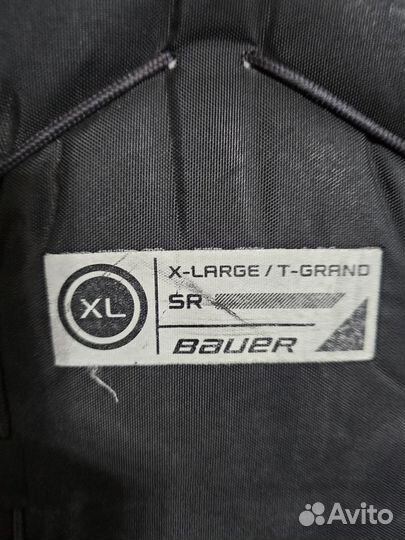 XL
X-LARGE / T-GRAND
SR
BAUER
Avito